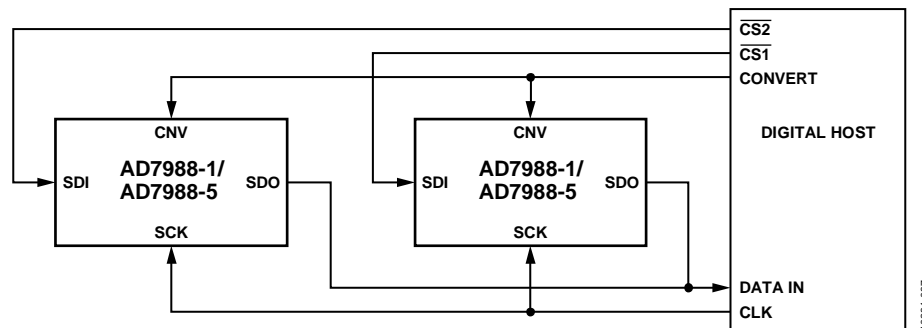 CS2
CS1
CONVERT
CNV
CNV
DIGITAL HOST
AD7988-1/
AD7988-5
AD7988-1/
AD7988-5
SDI
SDO
SDI
SDO
SCK
SCK
DATA IN
CLK